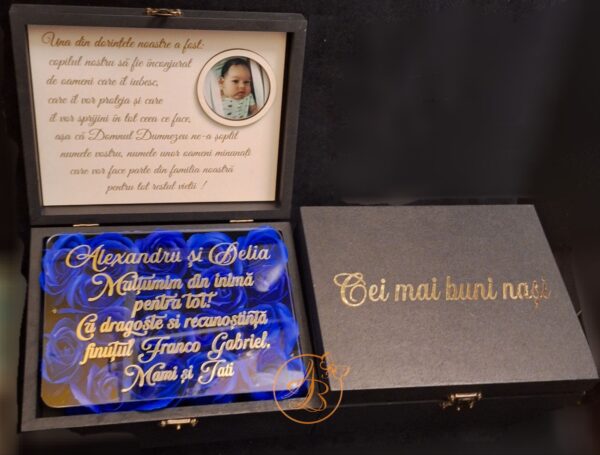 Una din dorințele noastre a fost:
copilul nostru să fie înconjurat
de oameni care îl iubesc,
care îl vor proteja și care
îl vor sprijini în tot ceea ce face,
așa că Domnul Dumnezeu ne-a șoptit
numele vostru, numele unor oameni minunați
care vor face parte din familia noastră
pentru tot restul vieții !
Alexandru și Delia
Mulțumim din inimă
pentru tot!
Cu dragoste si recunoștință
finuțul Franco Gabriel,
Mami și Tati
Cei mai buni nași